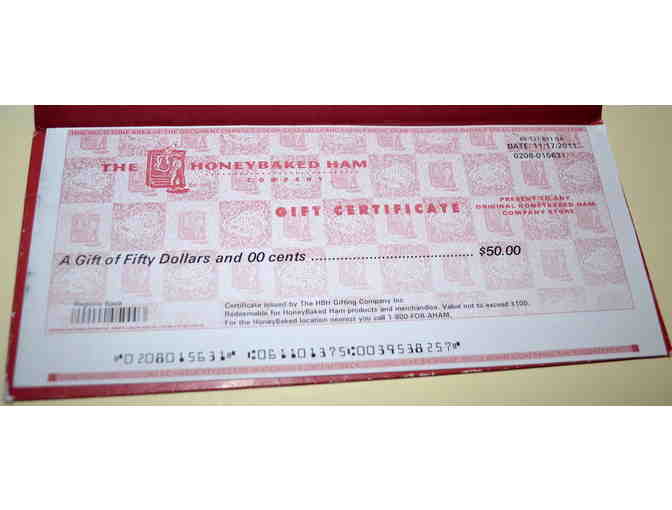 DATE: 11/17/2011
0208-015631
THE HONEYBAKED HAM
COMPANY
GIFT CERTIFICATE
PRESENT TO ANY
ORIGINAL HONEYBAKED HAM
COMPANY STORE
A Gift of Fifty Dollars and 00 cents .......................................... $50.00
Certificate issued by The HBH Gifting Company Inc.
Redeemable for HoneyBaked Ham products and merchandise. Value not to exceed $100.
For the HoneyBaked location nearest you call 1-800-FOR-AHAM.
⑈0208015631⑈ ⑆061101375⑆0039538257⑈